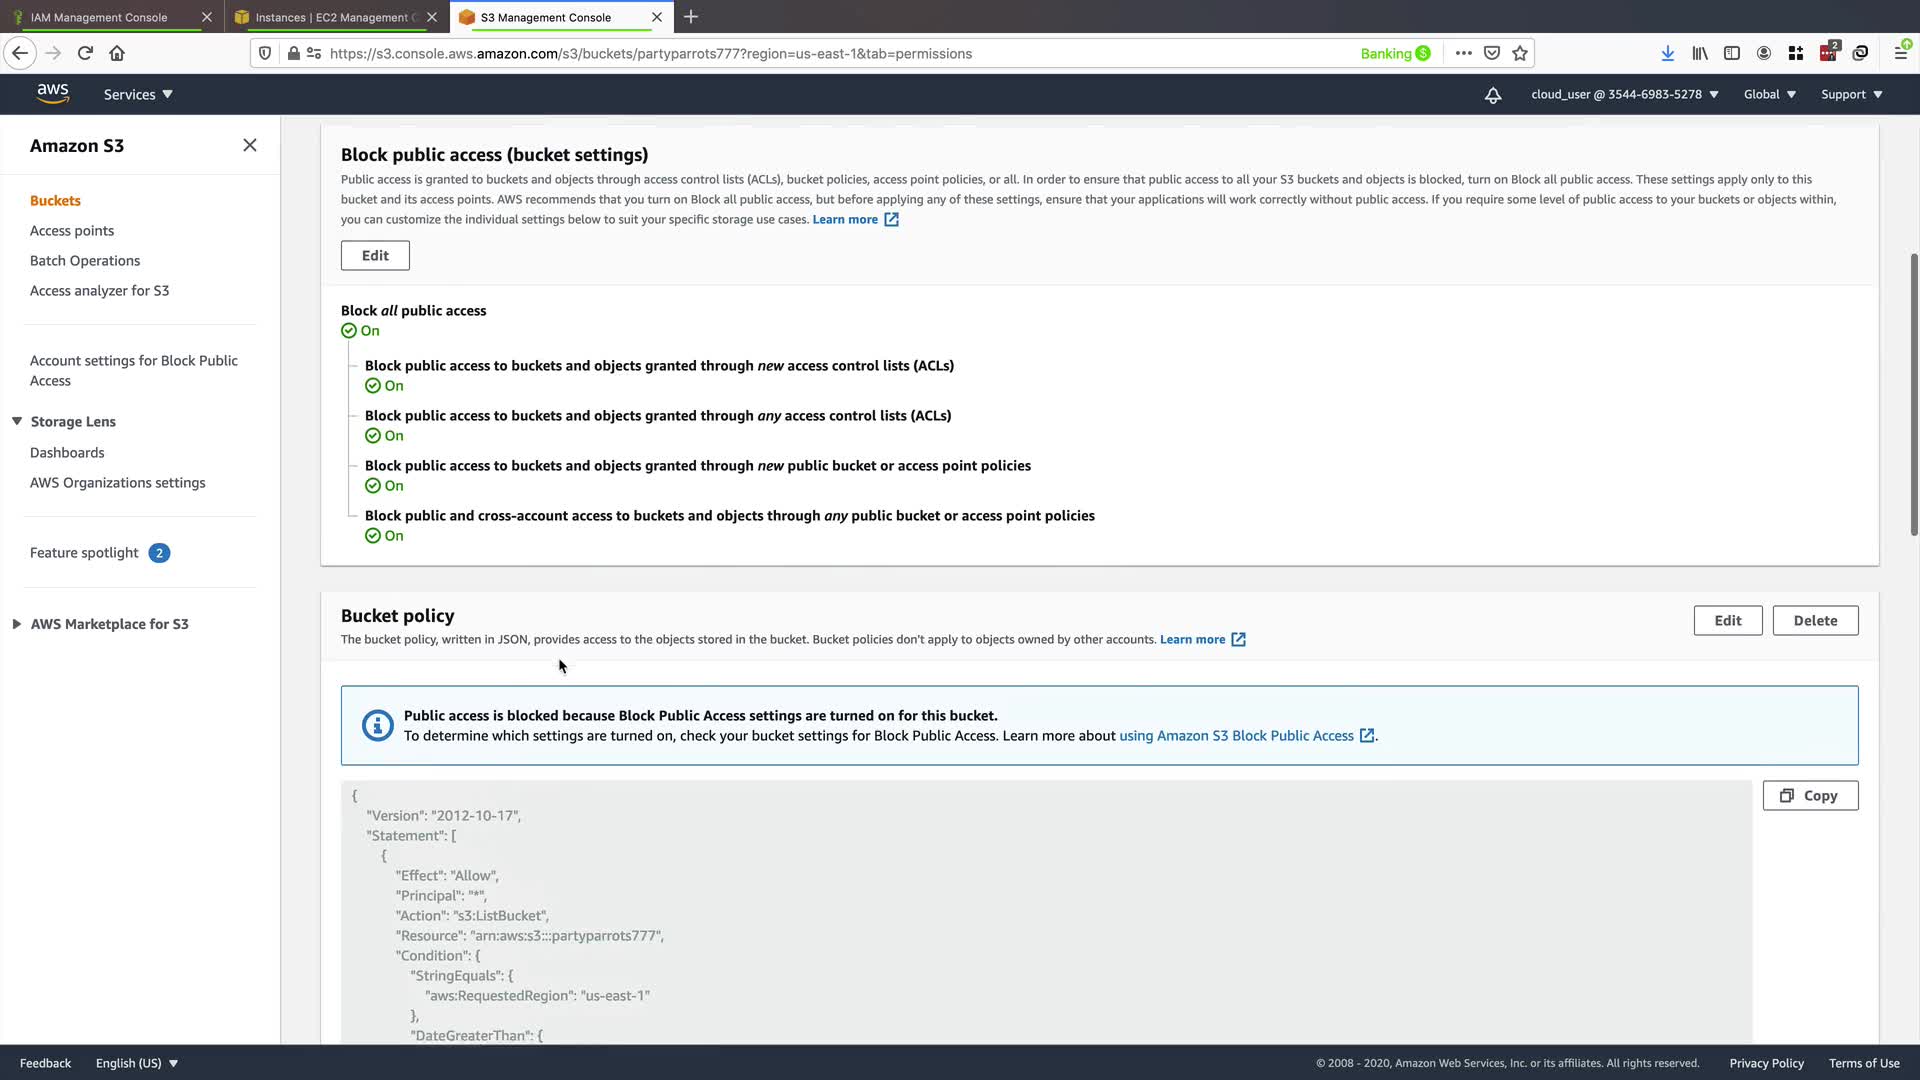 IAM Management Console
Instances | EC2 Management C
S3 Management Console
https://s3.console.aws.amazon.com/s3/buckets/partyparrots777?region=us-east-1&tab=permissions
Banking
2
aws
Services
cloud_user @ 3544-6983-5278
Global
Support
Amazon S3
Buckets
Access points
Batch Operations
Access analyzer for S3
Account settings for Block Public
Access
Storage Lens
Dashboards
AWS Organizations settings
Feature spotlight 2
AWS Marketplace for S3
Block public access (bucket settings)
Public access is granted to buckets and objects through access control lists (ACLs), bucket policies, access point policies, or all. In order to ensure that public access to all your S3 buckets and objects is blocked, turn on Block all public access. These settings apply only to this
bucket and its access points. AWS recommends that you turn on Block all public access, but before applying any of these settings, ensure that your applications will work correctly without public access. If you require some level of public access to your buckets or objects within,
you can customize the individual settings below to suit your specific storage use cases. Learn more
Edit
Block all public access
On
Block public access to buckets and objects granted through new access control lists (ACLs)
On
Block public access to buckets and objects granted through any access control lists (ACLs)
On
Block public access to buckets and objects granted through new public bucket or access point policies
On
Block public and cross-account access to buckets and objects through any public bucket or access point policies
On
Bucket policy
Edit
Delete
The bucket policy, written in JSON, provides access to the objects stored in the bucket. Bucket policies don't apply to objects owned by other accounts. Learn more
Public access is blocked because Block Public Access settings are turned on for this bucket.
To determine which settings are turned on, check your bucket settings for Block Public Access. Learn more about using Amazon S3 Block Public Access.
Copy
{
"Version": "2012-10-17",
"Statement": [
{
"Effect": "Allow",
"Principal": "*",
"Action": "s3:ListBucket",
"Resource": "arn:aws:s3:::partyparrots777",
"Condition": {
"StringEquals": {
"aws:RequestedRegion": "us-east-1"
},
"DateGreaterThan": {
Feedback
English (US)
© 2008 - 2020, Amazon Web Services, Inc. or its affiliates. All rights reserved.
Privacy Policy
Terms of Use